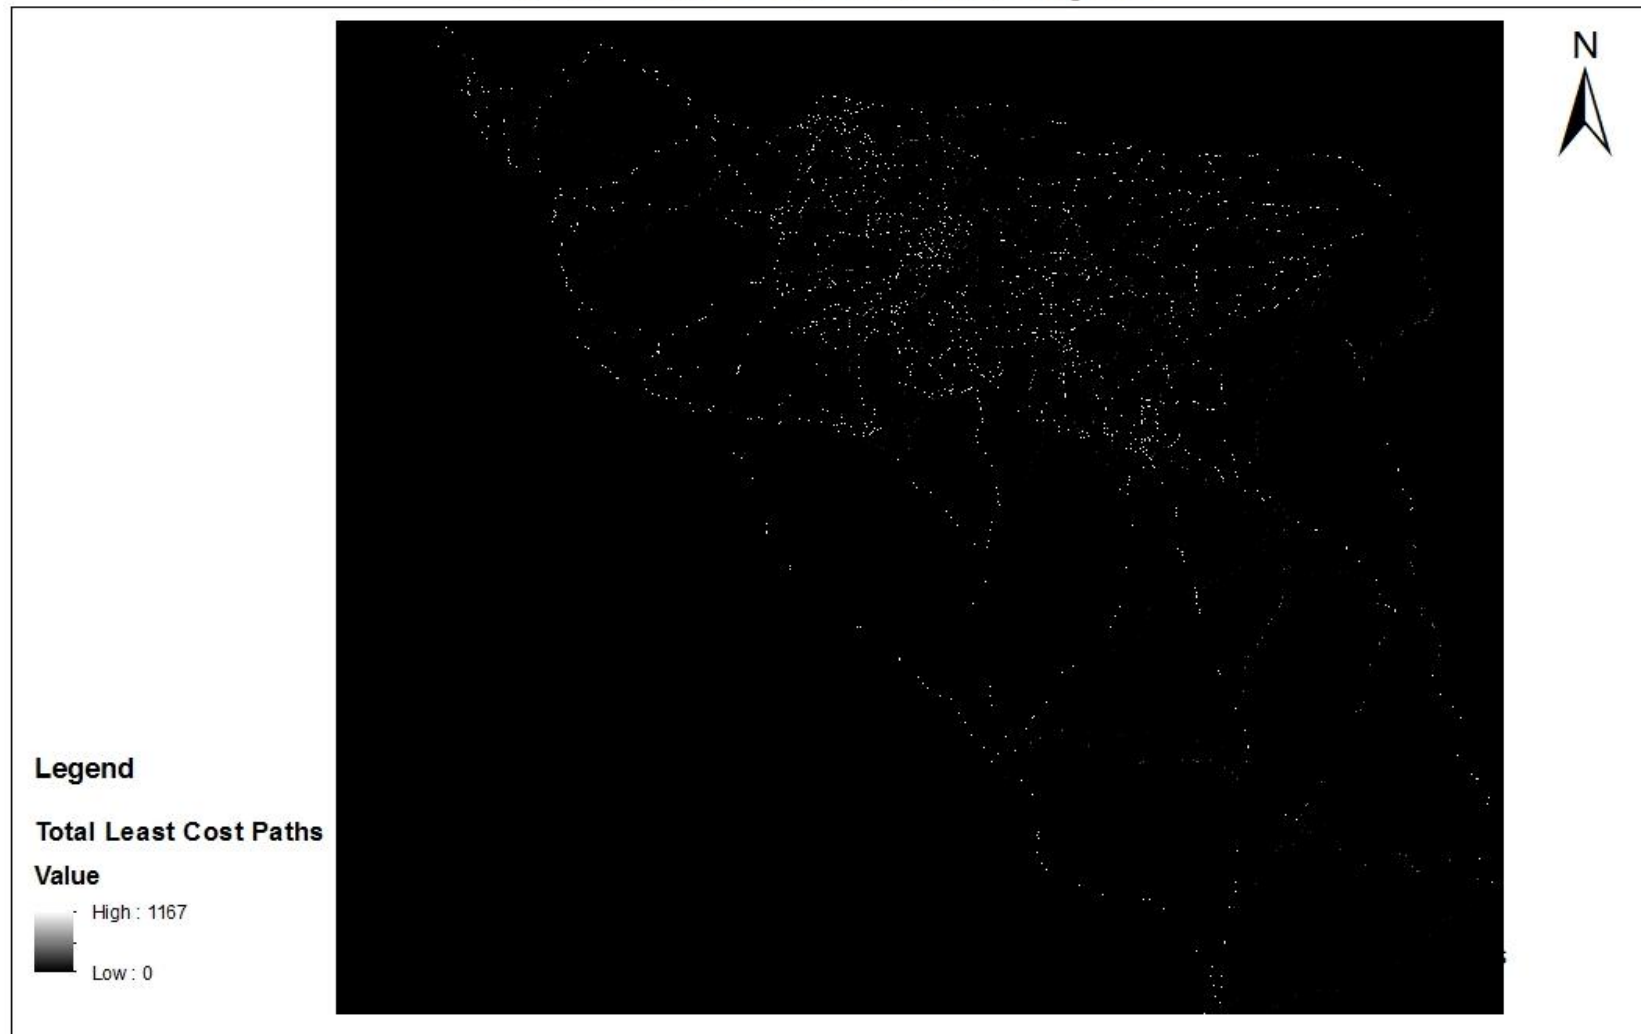 N
Legend
Total Least Cost Paths
Value
High : 1167
Low : 0